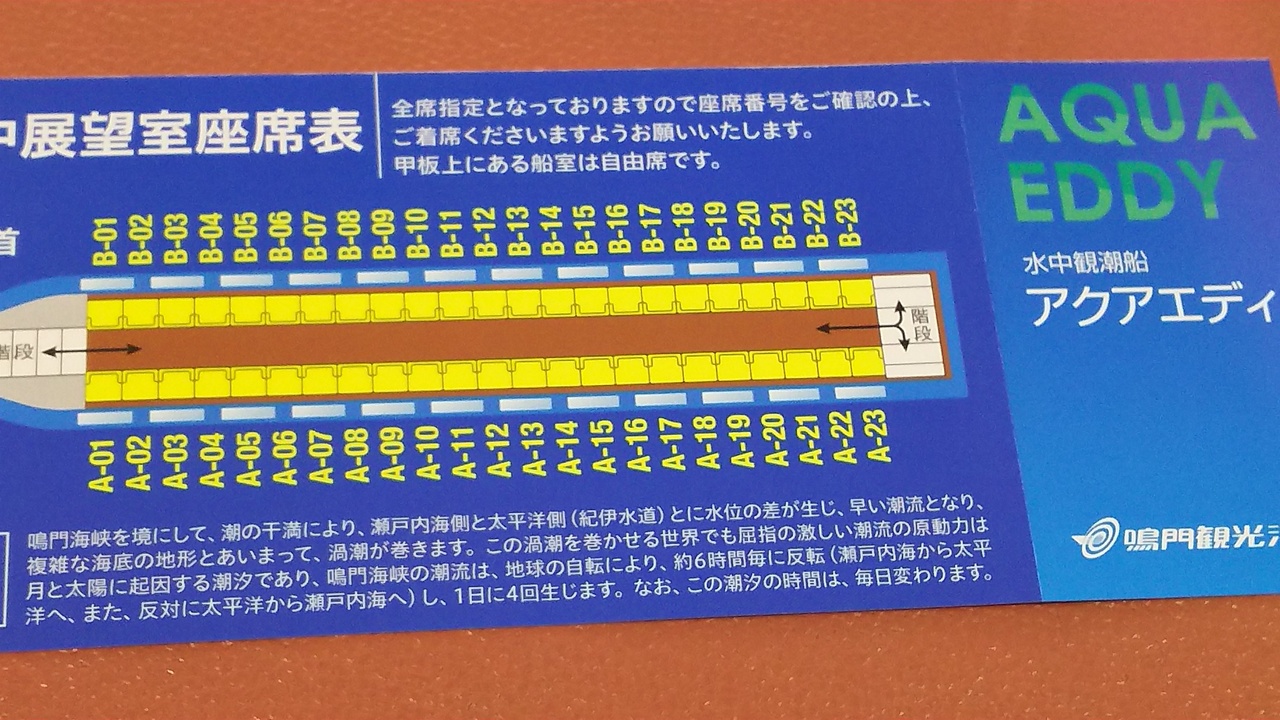 中展望室座席表
全席指定となっておりますので座席番号をご確認の上、
ご着席くださいますようお願いいたします。
甲板上にある船室は自由席です。
首
B-01 B-02 B-03 B-04 B-05 B-06 B-07 B-08 B-09 B-10 B-11 B-12 B-13 B-14 B-15 B-16 B-17 B-18 B-19 B-20 B-21 B-22 B-23
階段
階段
A-01 A-02 A-03 A-04 A-05 A-06 A-07 A-08 A-09 A-10 A-11 A-12 A-13 A-14 A-15 A-16 A-17 A-18 A-19 A-20 A-21 A-22 A-23
鳴門海峡を境にして、潮の干満により、瀬戸内海側と太平洋側（紀伊水道）とに水位の差が生じ、早い潮流となり、
複雑な海底の地形とあいまって、渦潮が巻きます。この渦潮を巻かせる世界でも屈指の激しい潮流の原動力は
月と太陽に起因する潮汐であり、鳴門海峡の潮流は、地球の自転により、約6時間毎に反転（瀬戸内海から太平
洋へ、また、反対に太平洋から瀬戸内海へ）し、1日に4回生じます。なお、この潮汐の時間は、毎日変わります。
AQUA
EDDY
水中観潮船
アクアエディ
鳴門観光